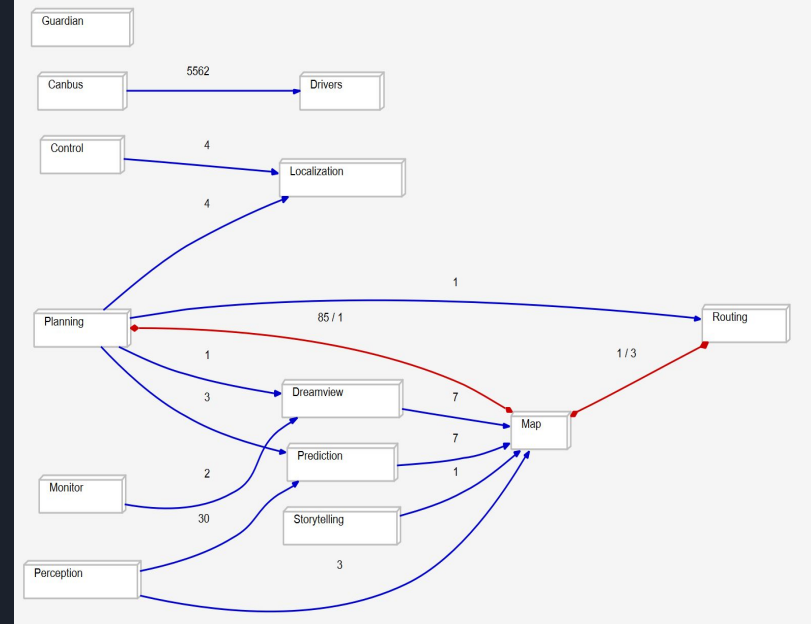 Guardian
5562
Canbus
Drivers
4
Control
Localization
4
1
85 / 1
Planning
Routing
1 / 3
1
Dreamview
3
7
Map
7
Prediction
1
2
Monitor
30
Storytelling
3
Perception